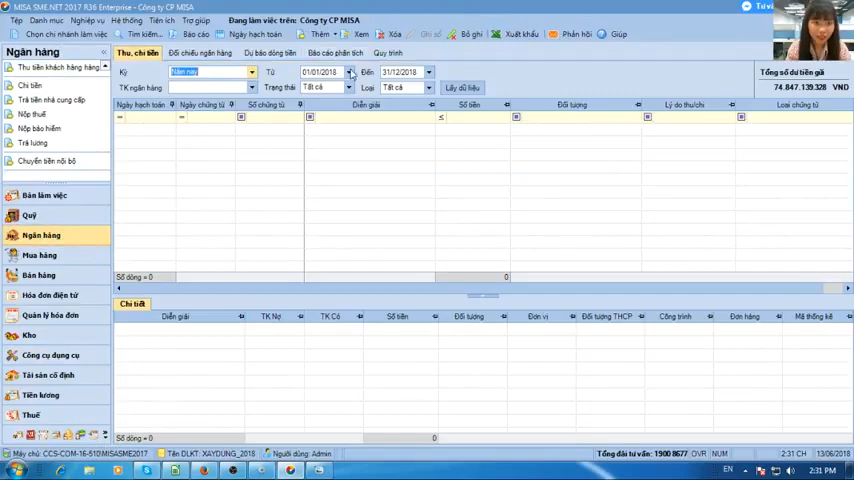 MISA SME.NET 2017 R36 Enterprise - Công ty CP MISA
Tệp Danh mục Nghiệp vụ Hệ thống Tiện ích Trợ giúp Đang làm việc trên: Công ty CP MISA
Chọn chi nhánh làm việc Tìm kiếm... Báo cáo Ngày hạch toán Thêm Xem Xóa Ghi sổ Bỏ ghi Xuất khẩu Mẫu Nạp Giúp
Ngân hàng
Thu, chi tiền Đối chiếu ngân hàng Dự báo dòng tiền Báo cáo phân tích Quy trình
Thu tiền khách hàng hàng
Chi tiền
Trả tiền nhà cung cấp
Nộp thuế
Nộp bảo hiểm
Trả lương
Chuyển tiền nội bộ
Kỳ Năm nay Từ 01/01/2018 Đến 31/12/2018
TK ngân hàng Trạng thái Tất cả Loại Tất cả Lấy dữ liệu
Tổng số dư tiền gửi
74.847.139.328 VND
Ngày hạch toán Ngày chứng từ Số chứng từ Diễn giải Số tiền Đối tượng Lý do thu/chi Loại chứng từ
= = ≤
Số dòng = 0 0
Bàn làm việc
Quỹ
Ngân hàng
Mua hàng
Bán hàng
Hóa đơn điện tử
Quản lý hóa đơn
Kho
Công cụ dụng cụ
Tài sản cố định
Tiền lương
Thuế
Chi tiết
Diễn giải TK Nợ TK Có Số tiền Đối tượng Đơn vị Đối tượng THCP Công trình Đơn hàng Mã thống kê
Số dòng = 0 0
Máy chủ: CCS-COM-16-510\MISASME2017 Tên DLKT: XAYDUNG_2018 Người dùng: Admin Tổng đài tư vấn: 1900 8677 OVR NUM 2:31 CH 13/06/2018
EN 2:31 PM